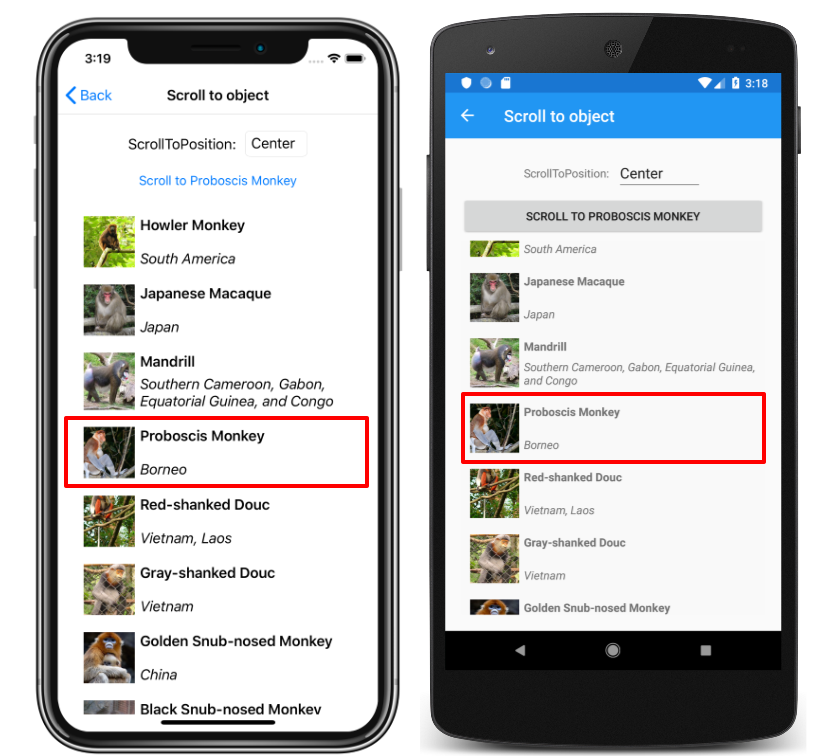 3:19
Back
Scroll to object
ScrollToPosition: Center
Scroll to Proboscis Monkey
Howler Monkey
South America
Japanese Macaque
Japan
Mandrill
Southern Cameroon, Gabon,
Equatorial Guinea, and Congo
Proboscis Monkey
Borneo
Red-shanked Douc
Vietnam, Laos
Gray-shanked Douc
Vietnam
Golden Snub-nosed Monkey
China
Black Snub-nosed Monkey
3:18
Scroll to object
ScrollToPosition: Center
SCROLL TO PROBOSCIS MONKEY
South America
Japanese Macaque
Japan
Mandrill
Southern Cameroon, Gabon, Equatorial Guinea,
and Congo
Proboscis Monkey
Borneo
Red-shanked Douc
Vietnam, Laos
Gray-shanked Douc
Vietnam
Golden Snub-nosed Monkey